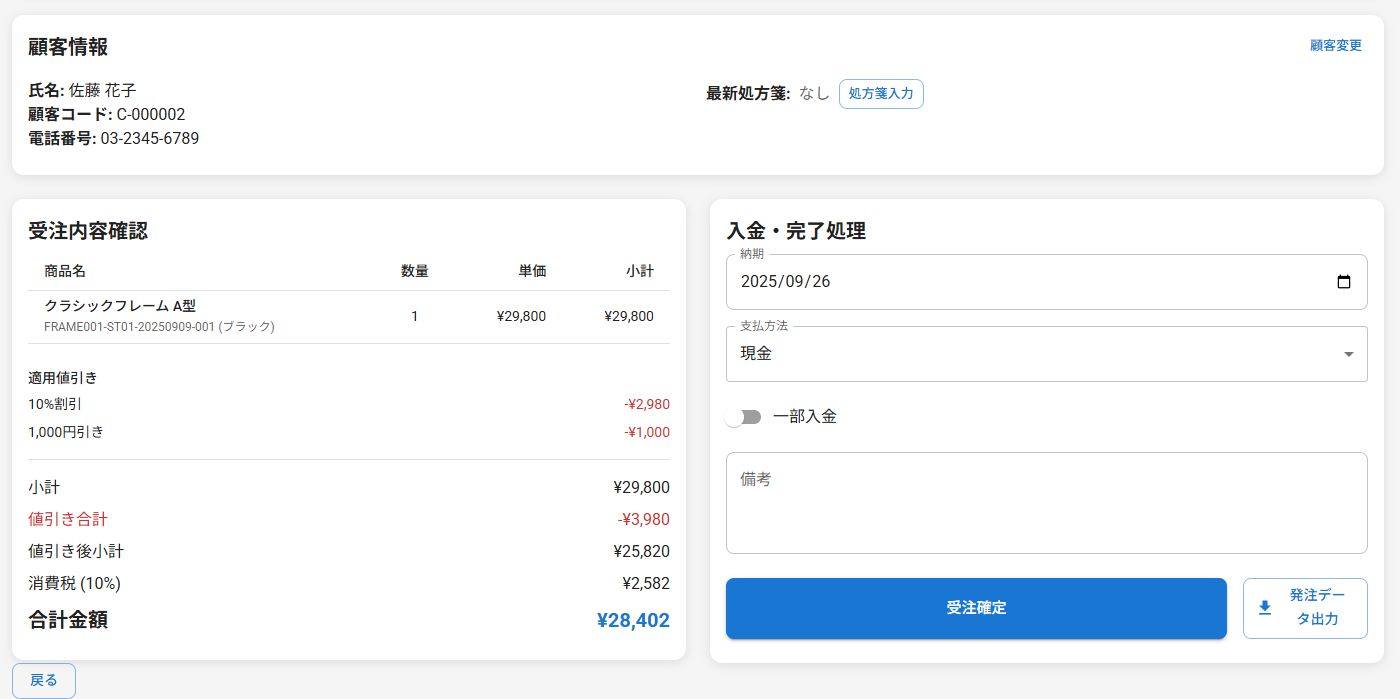 顧客情報
顧客変更
氏名: 佐藤 花子
顧客コード: C-000002
電話番号: 03-2345-6789
最新処方箋: なし 処方箋入力
受注内容確認
商品名 数量 単価 小計
クラシックフレーム A型
FRAME001-ST01-20250909-001 (ブラック)
1 ¥29,800 ¥29,800
適用値引き
10%割引 -¥2,980
1,000円引き -¥1,000
小計 ¥29,800
値引き合計 -¥3,980
値引き後小計 ¥25,820
消費税 (10%) ¥2,582
合計金額 ¥28,402
入金・完了処理
納期
2025/09/26
支払方法
現金
一部入金
備考
受注確定
発注デー
タ出力
戻る